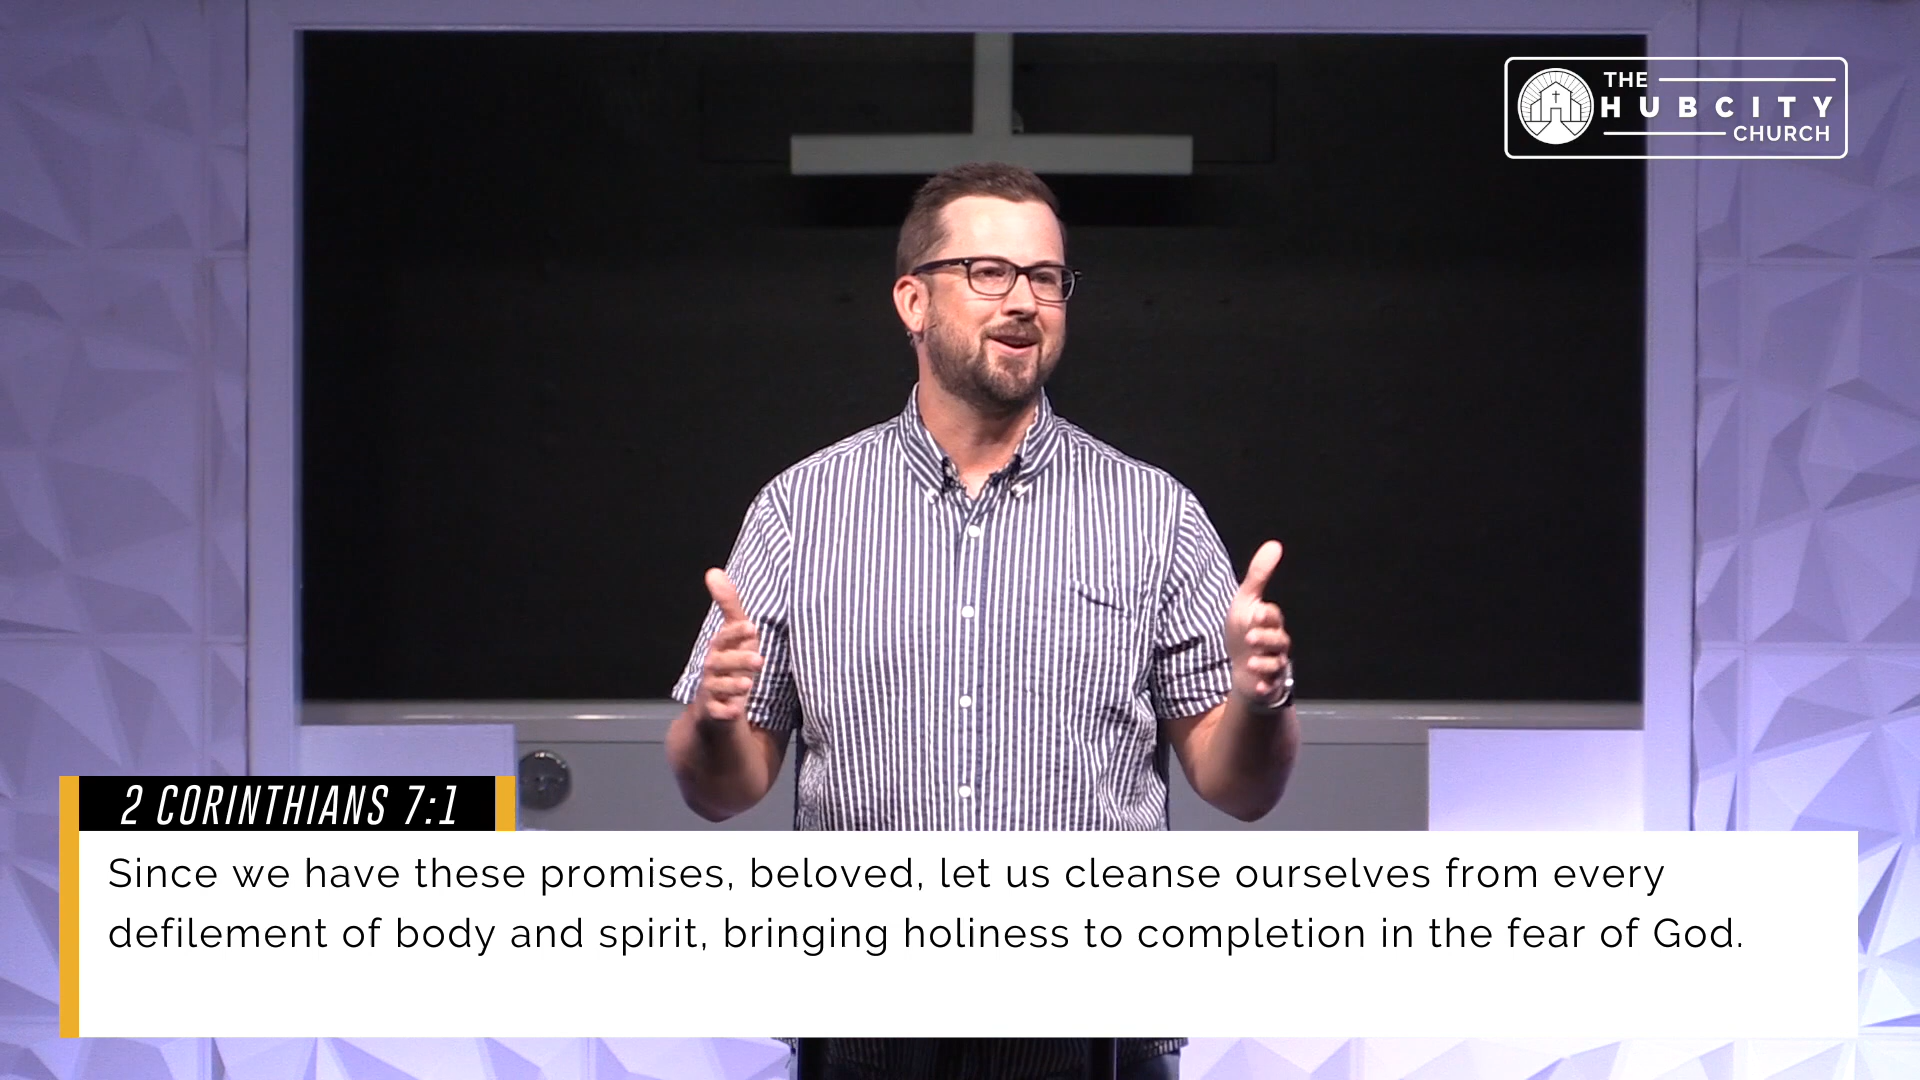 THE
HUBCITY
CHURCH
2 CORINTHIANS 7:1
Since we have these promises, beloved, let us cleanse ourselves from every
defilement of body and spirit, bringing holiness to completion in the fear of God.